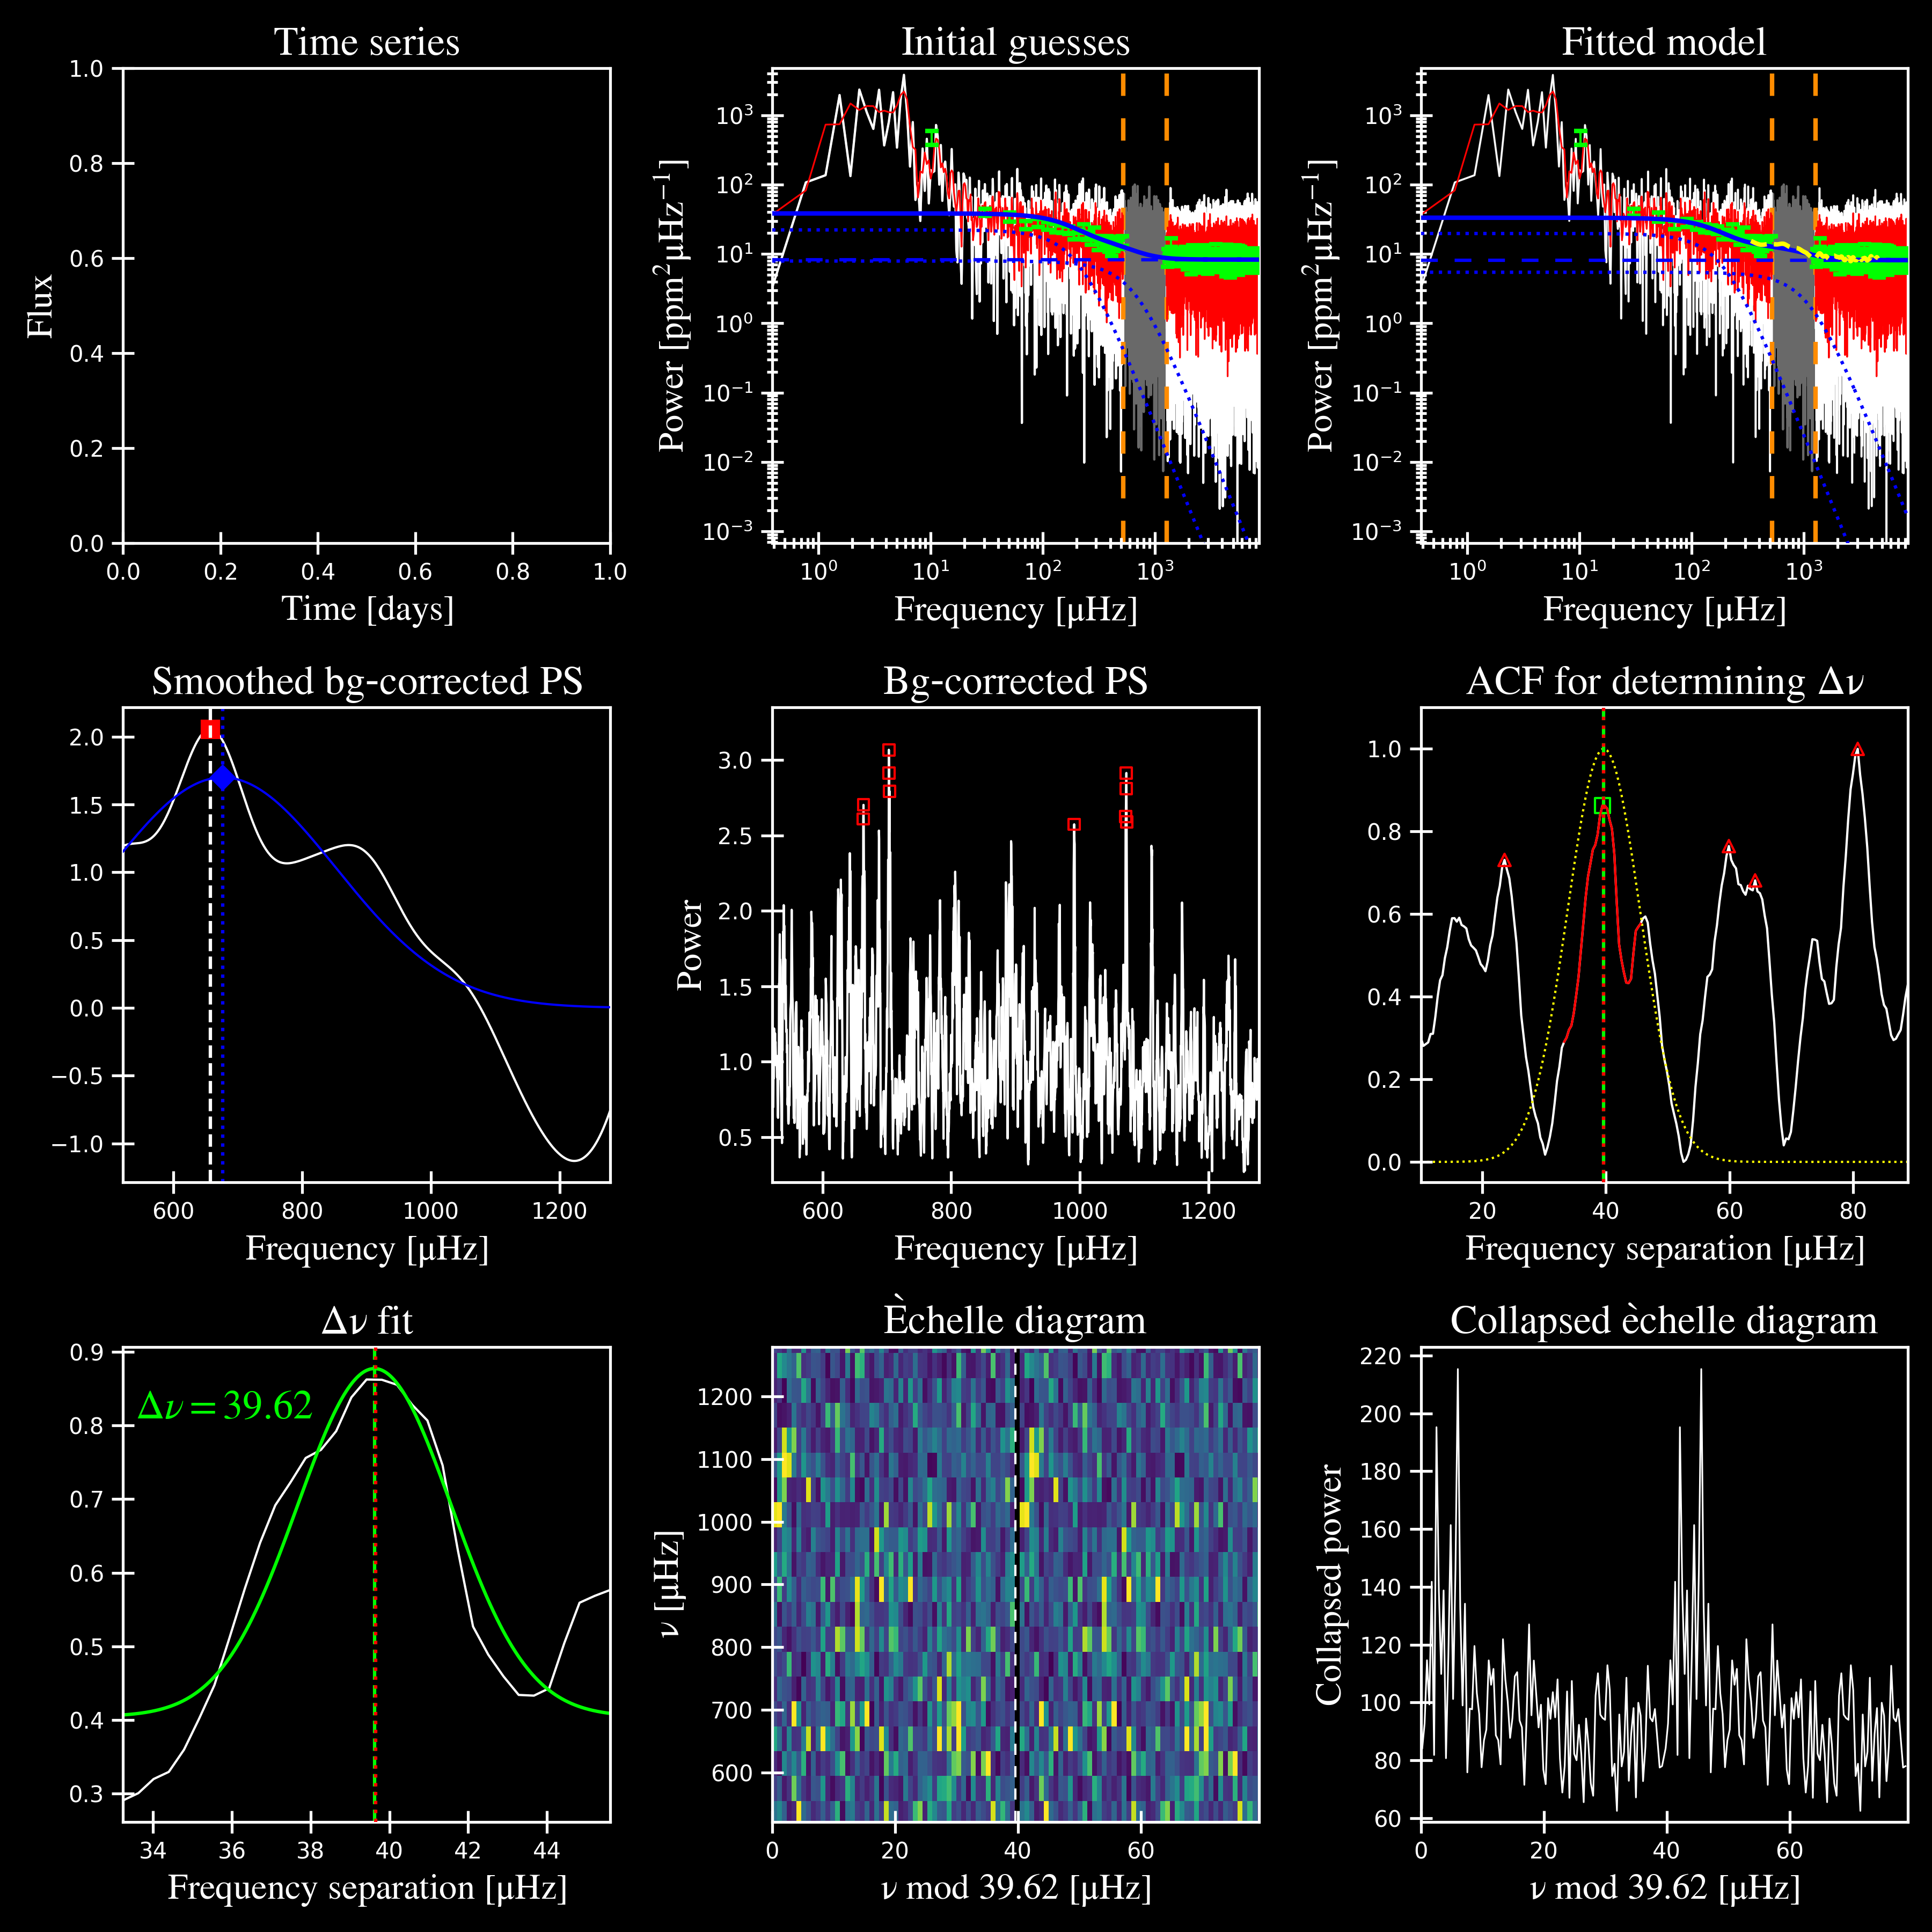 Time series
Initial guesses
Fitted model
Flux
1.0
0.8
0.6
0.4
0.2
0.0
0.0 0.2 0.4 0.6 0.8 1.0
Time [days]
Power [ppm²μHz⁻¹]
10³
10²
10¹
10⁰
10⁻¹
10⁻²
10⁻³
10⁰ 10¹ 10² 10³
Frequency [μHz]
Power [ppm²μHz⁻¹]
10³
10²
10¹
10⁰
10⁻¹
10⁻²
10⁻³
10⁰ 10¹ 10² 10³
Frequency [μHz]
Smoothed bg-corrected PS
Bg-corrected PS
ACF for determining Δν
2.0
1.5
1.0
0.5
0.0
−0.5
−1.0
600 800 1000 1200
Frequency [μHz]
Power
3.0
2.5
2.0
1.5
1.0
0.5
600 800 1000 1200
Frequency [μHz]
1.0
0.8
0.6
0.4
0.2
0.0
20 40 60 80
Frequency separation [μHz]
Δν fit
Èchelle diagram
Collapsed èchelle diagram
Δν = 39.62
0.9
0.8
0.7
0.6
0.5
0.4
0.3
34 36 38 40 42 44
Frequency separation [μHz]
ν [μHz]
1200
1100
1000
900
800
700
600
0 20 40 60
ν mod 39.62 [μHz]
Collapsed power
220
200
180
160
140
120
100
80
60
0 20 40 60
ν mod 39.62 [μHz]